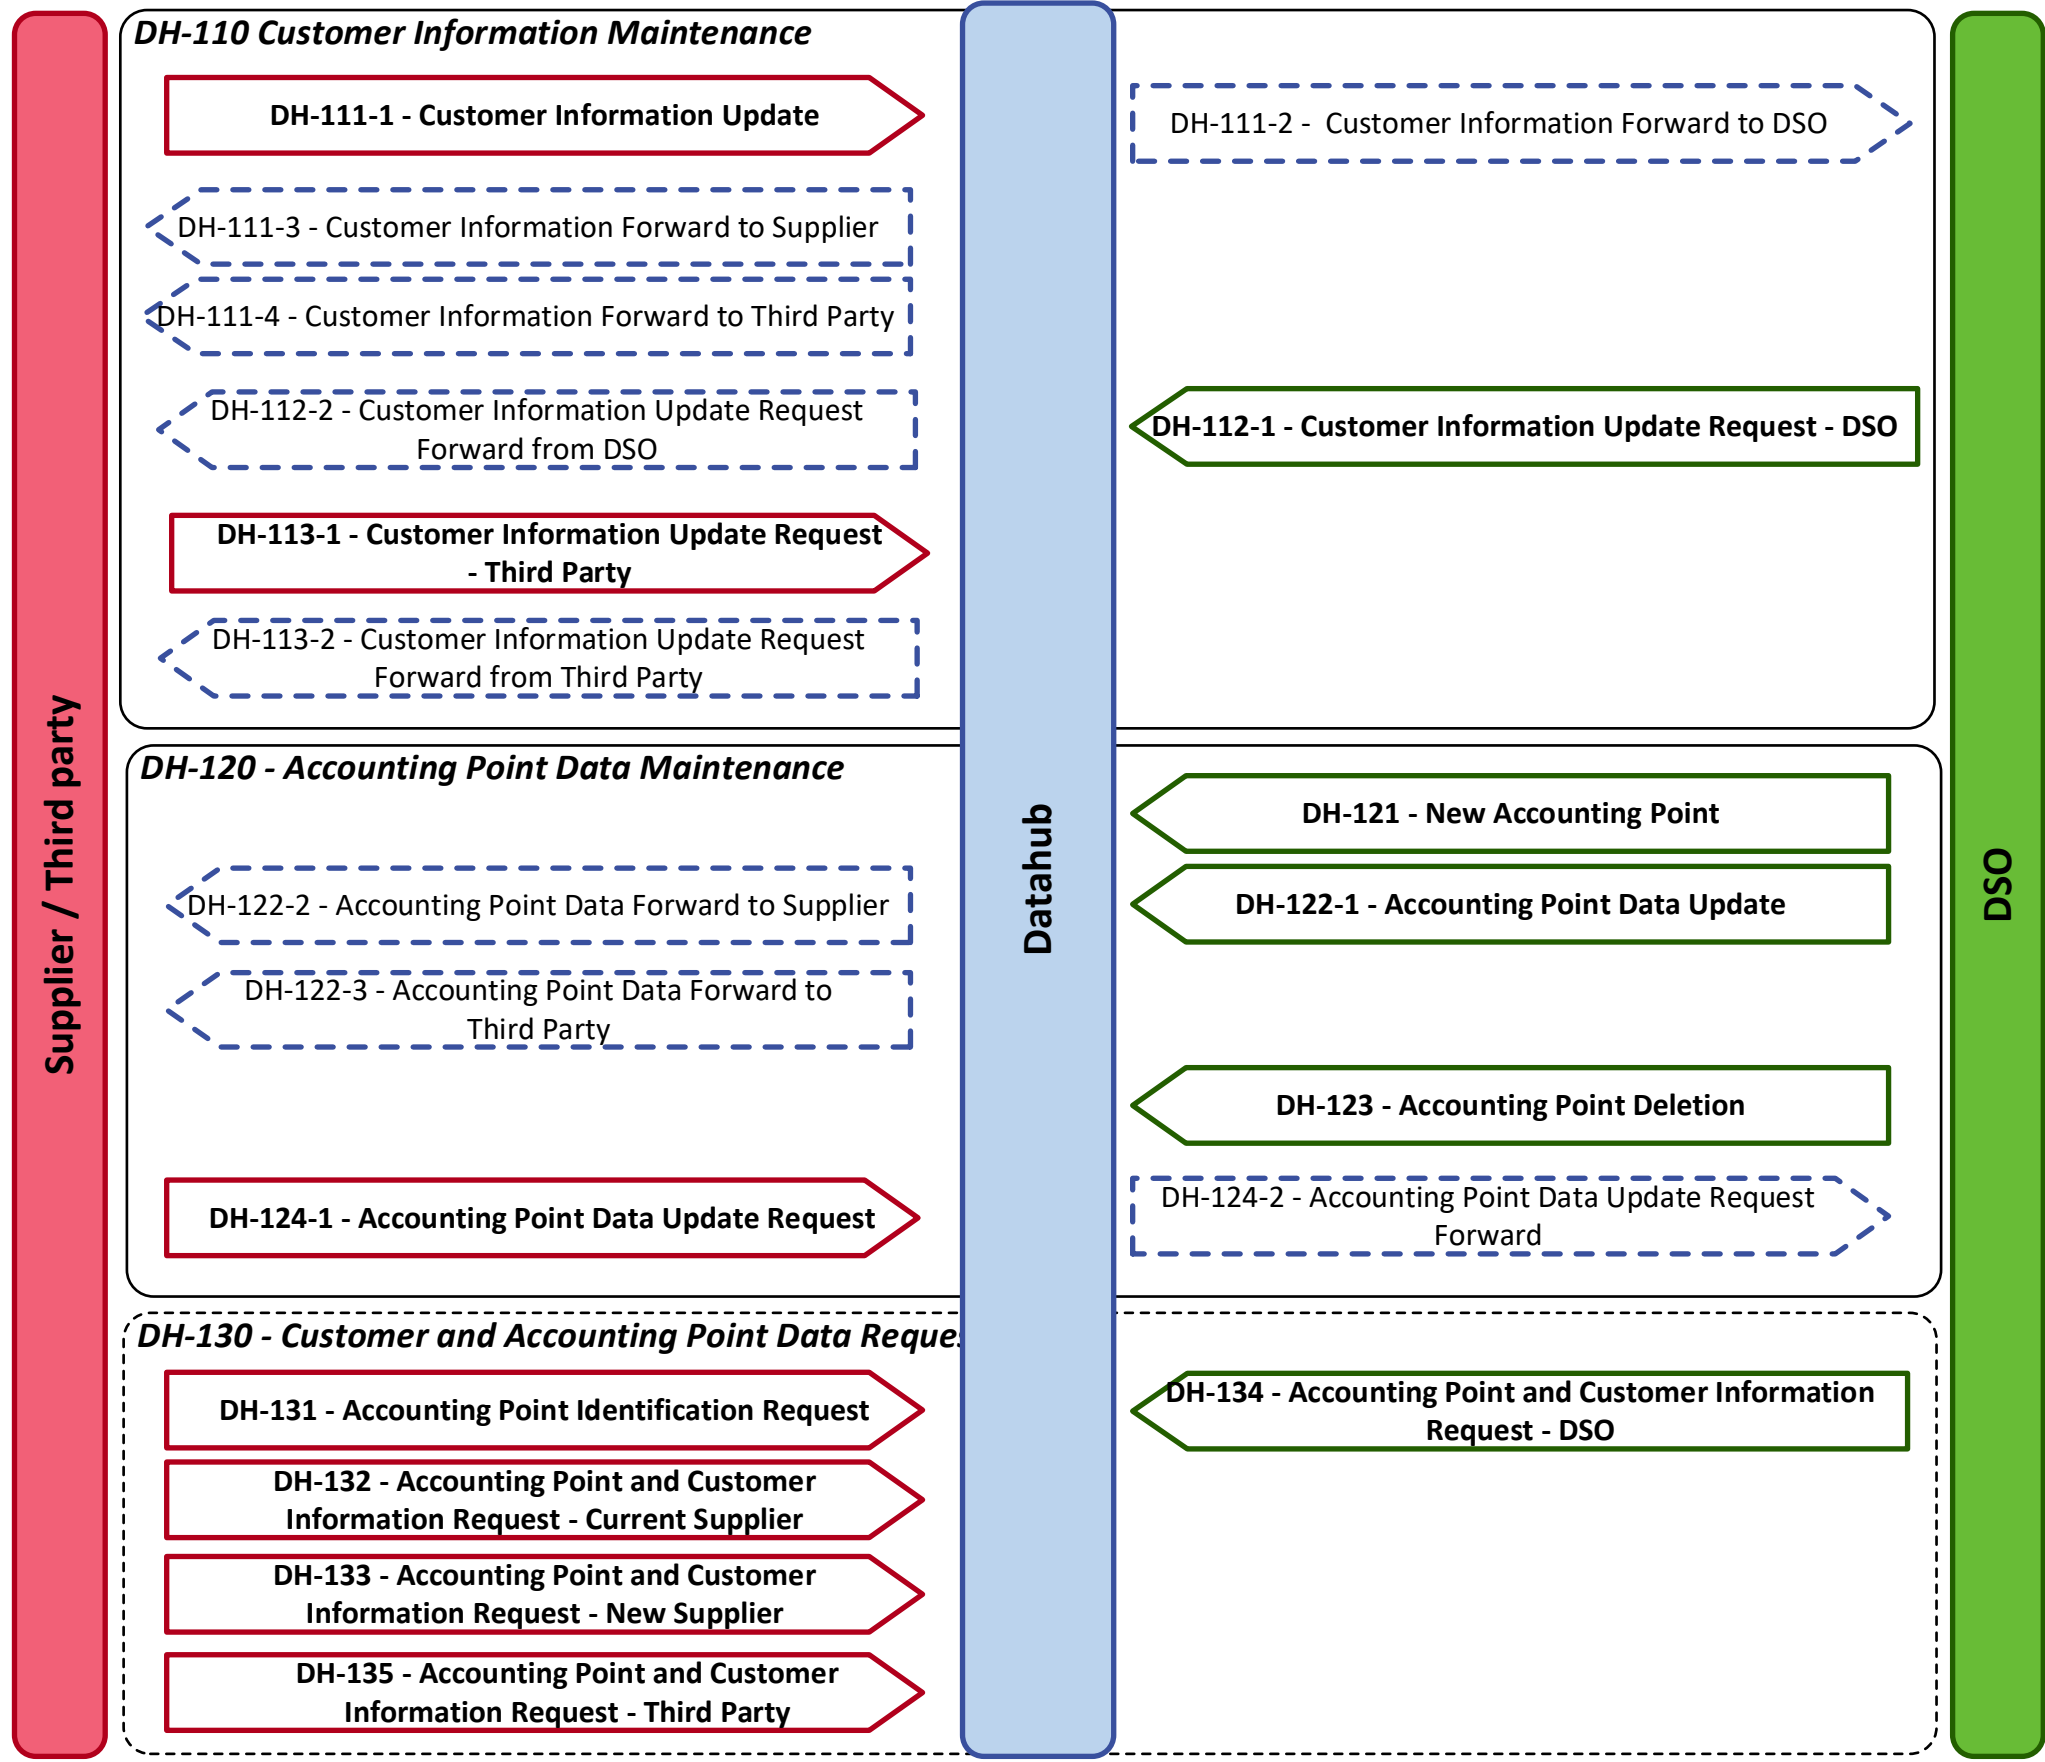 DH-110 Customer Information Maintenance
DH-111-1 - Customer Information Update
DH-111-2 - Customer Information Forward to DSO
DH-111-3 - Customer Information Forward to Supplier
DH-111-4 - Customer Information Forward to Third Party
DH-112-2 - Customer Information Update Request
Forward from DSO
DH-112-1 - Customer Information Update Request - DSO
DH-113-1 - Customer Information Update Request
- Third Party
DH-113-2 - Customer Information Update Request
Forward from Third Party
Supplier / Third party
Datahub
DSO
DH-120 - Accounting Point Data Maintenance
DH-121 - New Accounting Point
DH-122-2 - Accounting Point Data Forward to Supplier
DH-122-1 - Accounting Point Data Update
DH-122-3 - Accounting Point Data Forward to
Third Party
DH-123 - Accounting Point Deletion
DH-124-1 - Accounting Point Data Update Request
DH-124-2 - Accounting Point Data Update Request
Forward
DH-130 - Customer and Accounting Point Data Reques
DH-131 - Accounting Point Identification Request
DH-134 - Accounting Point and Customer Information
Request - DSO
DH-132 - Accounting Point and Customer
Information Request - Current Supplier
DH-133 - Accounting Point and Customer
Information Request - New Supplier
DH-135 - Accounting Point and Customer
Information Request - Third Party